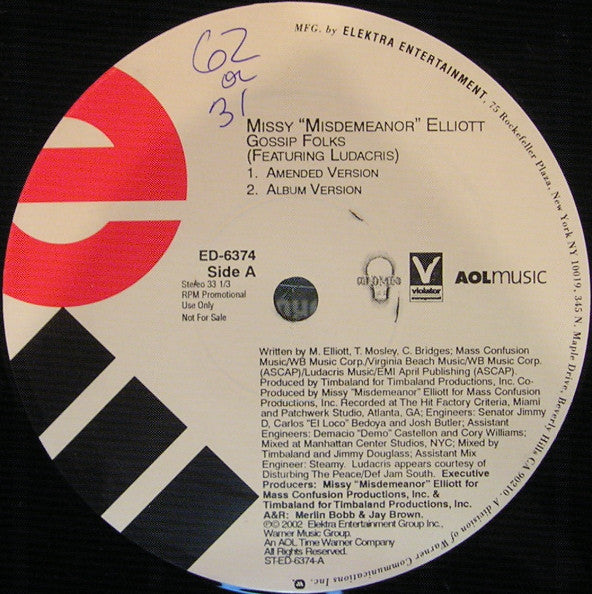 62
or
31
MFG. by ELEKTRA ENTERTAINMENT, 75 Rockefeller Plaza, New York NY 10019, 345 N. Maple Drive, Beverly Hills CA 90210. A division of Warner Communications Inc.
MISSY "MISDEMEANOR" ELLIOTT
GOSSIP FOLKS
(FEATURING LUDACRIS)
1. AMENDED VERSION
2. ALBUM VERSION
ED-6374
Side A
Stereo 33 1/3
RPM Promotional
Use Only
Not For Sale
V
violator
management
AOLMUSIC
Written by M. Elliott, T. Mosley, C. Bridges; Mass Confusion
Music/WB Music Corp./Virginia Beach Music/WB Music Corp.
(ASCAP)/Ludacris Music/EMI April Publishing (ASCAP).
Produced by Timbaland for Timbaland Productions, Inc. Co-
Produced by Missy "Misdemeanor" Elliott for Mass Confusion
Productions, Inc. Recorded at The Hit Factory Criteria, Miami
and Patchwork Studio, Atlanta, GA; Engineers: Senator Jimmy
D, Carlos "El Loco" Bedoya and Josh Butler; Assistant
Engineers: Demacio "Demo" Castellon and Cory Williams;
Mixed at Manhattan Center Studios, NYC; Mixed by
Timbaland and Jimmy Douglass; Assistant Mix
Engineer: Steamy. Ludacris appears courtesy of
Disturbing The Peace/Def Jam South. Executive
Producers: Missy "Misdemeanor" Elliott for
Mass Confusion Productions, Inc. &
Timbaland for Timbaland Productions, Inc.
A&R: Merlin Bobb & Jay Brown.
℗© 2002 Elektra Entertainment Group Inc.,
Warner Music Group.
An AOL Time Warner Company
All Rights Reserved.
ST-ED-6374-A